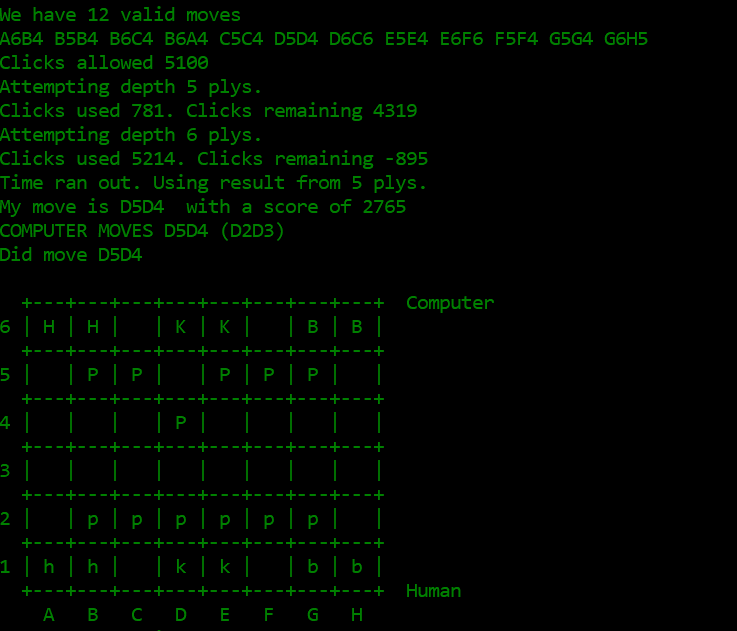 We have 12 valid moves
A6B4 B5B4 B6C4 B6A4 C5C4 D5D4 D6C6 E5E4 E6F6 F5F4 G5G4 G6H5
Clicks allowed 5100
Attempting depth 5 plys.
Clicks used 781. Clicks remaining 4319
Attempting depth 6 plys.
Clicks used 5214. Clicks remaining -895
Time ran out. Using result from 5 plys.
My move is D5D4  with a score of 2765
COMPUTER MOVES D5D4 (D2D3)
Did move D5D4

  +---+---+---+---+---+---+---+---+  Computer
6 | H | H |   | K | K |   | B | B |
  +---+---+---+---+---+---+---+---+
5 |   | P | P |   | P | P | P |   |
  +---+---+---+---+---+---+---+---+
4 |   |   |   | P |   |   |   |   |
  +---+---+---+---+---+---+---+---+
3 |   |   |   |   |   |   |   |   |
  +---+---+---+---+---+---+---+---+
2 |   | p | p | p | p | p | p |   |
  +---+---+---+---+---+---+---+---+
1 | h | h |   | k | k |   | b | b |
  +---+---+---+---+---+---+---+---+  Human
    A   B   C   D   E   F   G   H